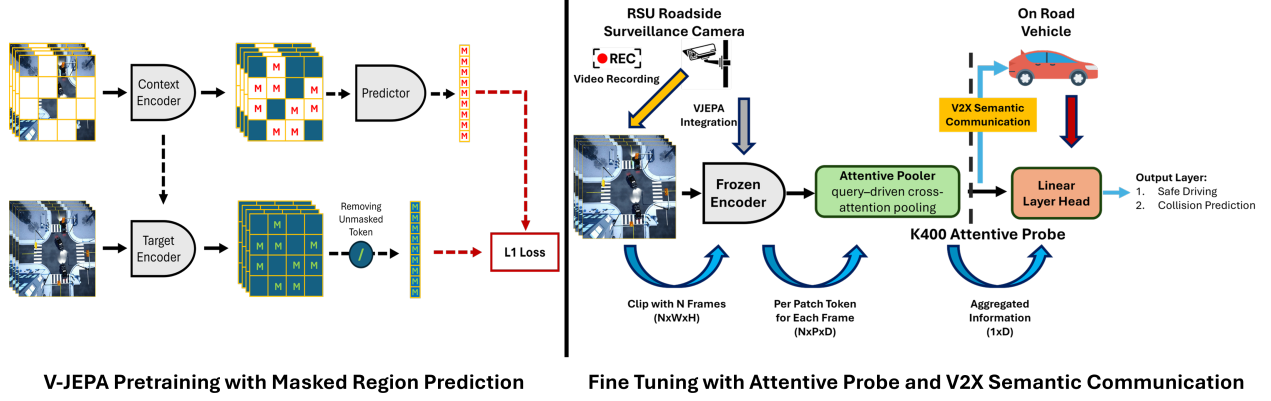 Context
Encoder
M
M M M
M M
M M
Predictor
M
M
M
M
M
M
M
M
M
Target
Encoder
M
M M M
M M M
M M
Removing
Unmasked
Token
/
M
M
M
M
M
M
M
M
M
L1 Loss
V-JEPA Pretraining with Masked Region Prediction
RSU Roadside
Surveillance Camera
REC
Video Recording
VJEPA
Integration
Frozen
Encoder
Attentive Pooler
query–driven cross-
attention pooling
On Road
Vehicle
V2X Semantic
Communication
Linear
Layer Head
K400 Attentive Probe
Output Layer:
1. Safe Driving
2. Collision Prediction
Clip with N Frames
(NxWxH)
Per Patch Token
for Each Frame
(NxPxD)
Aggregated
Information
(1xD)
Fine Tuning with Attentive Probe and V2X Semantic Communication